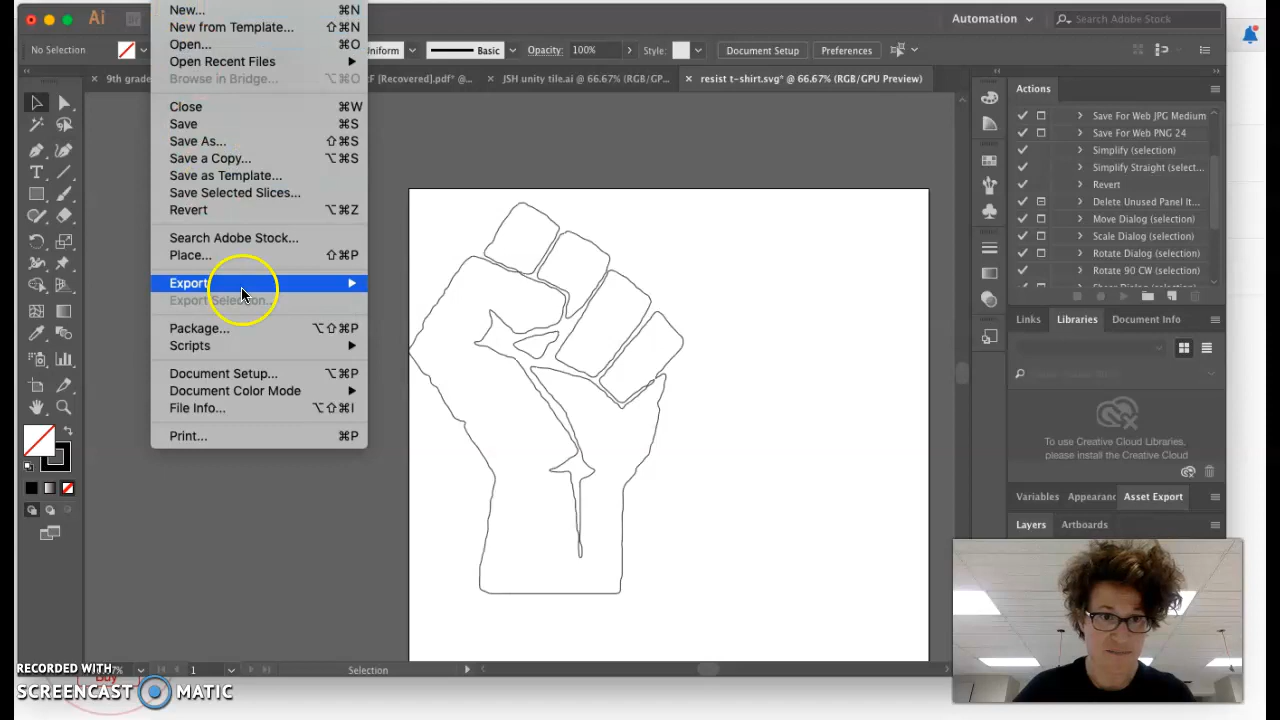 Ai
Br
Automation
Search Adobe Stock
No Selection
Uniform
Basic
Opacity: 100%
Style:
Document Setup
Preferences
9th grade
[Recovered].pdf* @...
JSH unity tile.ai @ 66.67% (RGB/GP...
resist t-shirt.svg* @ 66.67% (RGB/GPU Preview)
New... ⌘N
New from Template... ⇧⌘N
Open... ⌘O
Open Recent Files
Browse in Bridge... ⌥⌘O
Close ⌘W
Save ⌘S
Save As... ⇧⌘S
Save a Copy... ⌥⌘S
Save as Template...
Save Selected Slices...
Revert ⌥⌘Z
Search Adobe Stock...
Place... ⇧⌘P
Export
Export Selection...
Package... ⌥⇧⌘P
Scripts
Document Setup... ⌥⌘P
Document Color Mode
File Info... ⌥⇧⌘I
Print... ⌘P
Actions
Save For Web JPG Medium
Save For Web PNG 24
Simplify (selection)
Simplify Straight (select...
Revert
Delete Unused Panel It...
Move Dialog (selection)
Scale Dialog (selection)
Rotate Dialog (selection)
Rotate 90 CW (selection)
Links
Libraries
Document Info
To use Creative Cloud Libraries,
please install the Creative Cloud
Variables
Appearanc
Asset Export
Layers
Artboards
1
Selection
RECORDED WITH
SCREENCAST MATIC
Buy